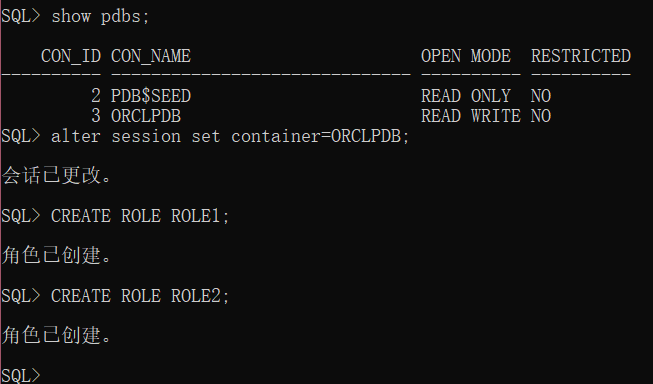 SQL> show pdbs;
    CON_ID CON_NAME                       OPEN MODE  RESTRICTED
---------- ------------------------------ ---------- ----------
         2 PDB$SEED                       READ ONLY  NO
         3 ORCLPDB                        READ WRITE NO
SQL> alter session set container=ORCLPDB;
会话已更改。
SQL> CREATE ROLE ROLE1;
角色已创建。
SQL> CREATE ROLE ROLE2;
角色已创建。
SQL>